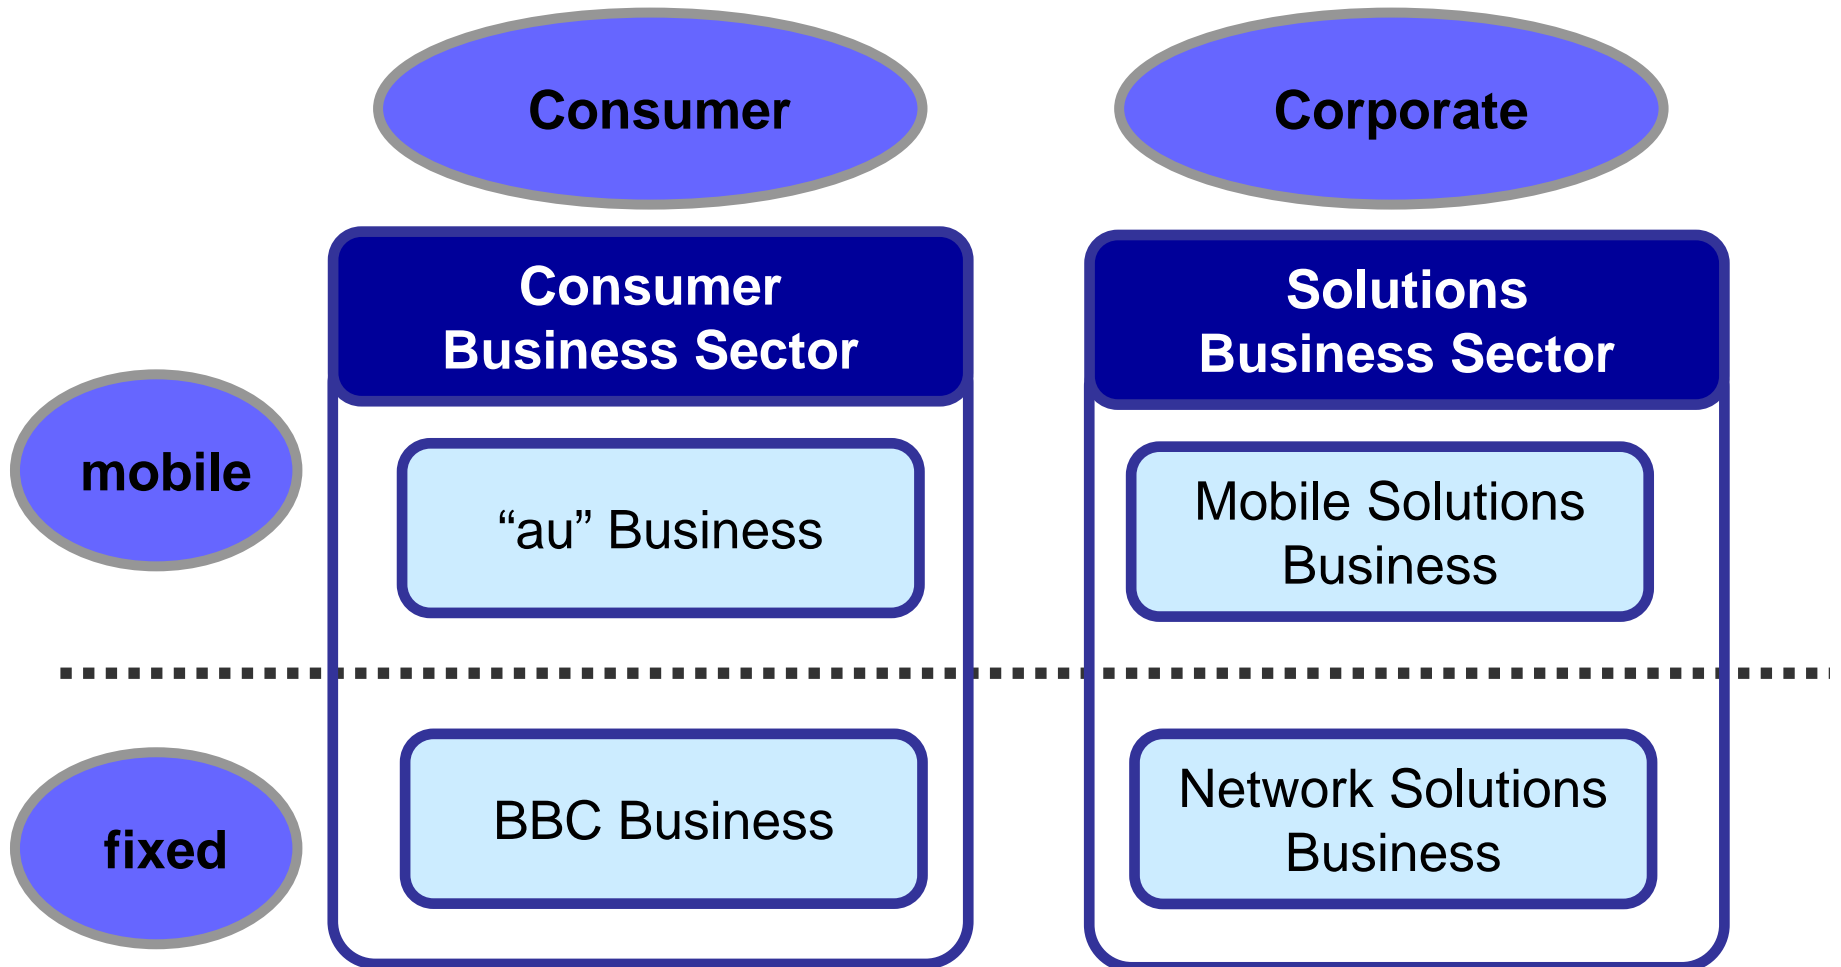 Consumer
Corporate
Consumer
Business Sector
Solutions
Business Sector
mobile
“au” Business
Mobile Solutions
Business
fixed
BBC Business
Network Solutions
Business